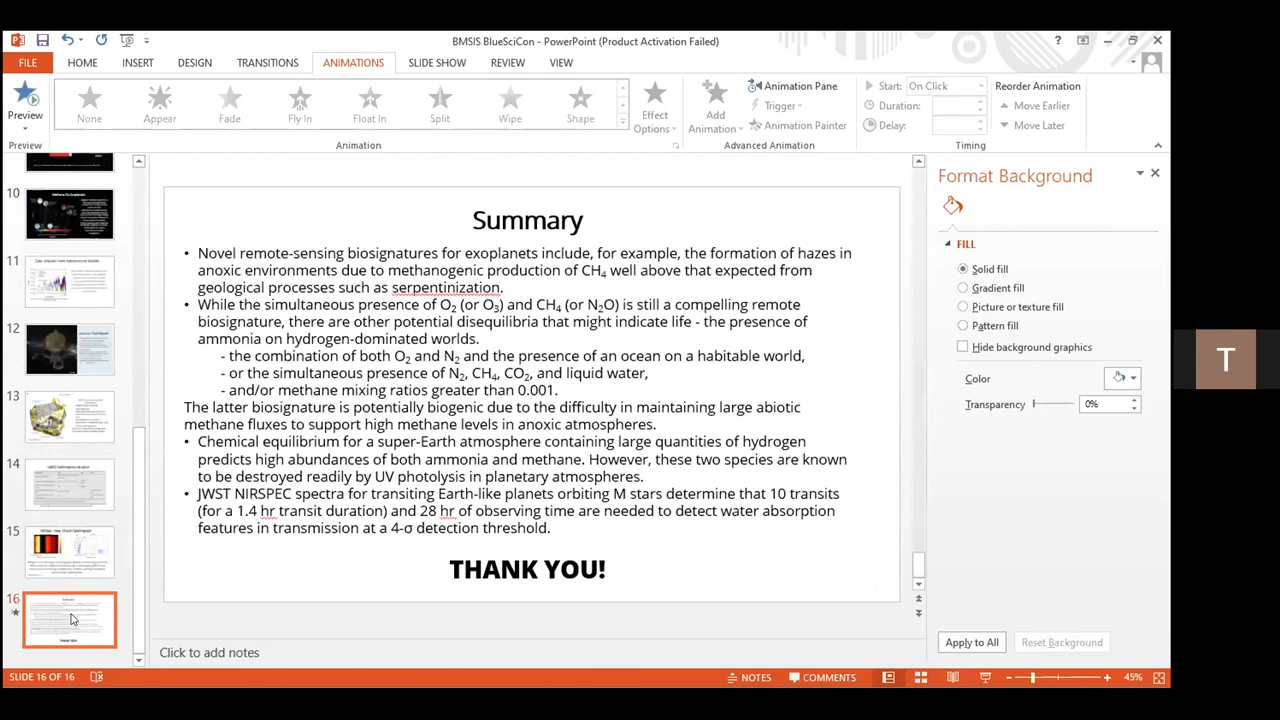 BMSIS BlueSciCon - PowerPoint (Product Activation Failed)
FILE HOME INSERT DESIGN TRANSITIONS ANIMATIONS SLIDE SHOW REVIEW VIEW
Preview
None Appear Fade Fly In Float In Split Wipe Shape
Effect Options
Add Animation
Animation Pane
Trigger
Animation Painter
Start: On Click
Duration:
Delay:
Reorder Animation
Move Earlier
Move Later
Preview Animation Advanced Animation Timing
10
11
12
13
14
15
16
Summary
• Novel remote-sensing biosignatures for exoplanets include, for example, the formation of hazes in
anoxic environments due to methanogenic production of CH₄ well above that expected from
geological processes such as serpentinization.
• While the simultaneous presence of O₂ (or O₃) and CH₄ (or N₂O) is still a compelling remote
biosignature, there are other potential disequilibria that might indicate life - the presence of
ammonia on hydrogen-dominated worlds.
- the combination of both O₂ and N₂ and the presence of an ocean on a habitable world,
- or the simultaneous presence of N₂, CH₄, CO₂, and liquid water,
- and/or methane mixing ratios greater than 0.001.
The latter biosignature is potentially biogenic due to the difficulty in maintaining large abiotic
methane fluxes to support high methane levels in anoxic atmospheres.
• Chemical equilibrium for a super-Earth atmosphere containing large quantities of hydrogen
predicts high abundances of both ammonia and methane. However, these two species are known
to be destroyed readily by UV photolysis in planetary atmospheres.
• JWST NIRSPEC spectra for transiting Earth-like planets orbiting M stars determine that 10 transits
(for a 1.4 hr transit duration) and 28 hr of observing time are needed to detect water absorption
features in transmission at a 4-σ detection threshold.
THANK YOU!
Click to add notes
Format Background
FILL
Solid fill
Gradient fill
Picture or texture fill
Pattern fill
Hide background graphics
Color
Transparency 0%
Apply to All Reset Background
T
SLIDE 16 OF 16 NOTES COMMENTS 45%